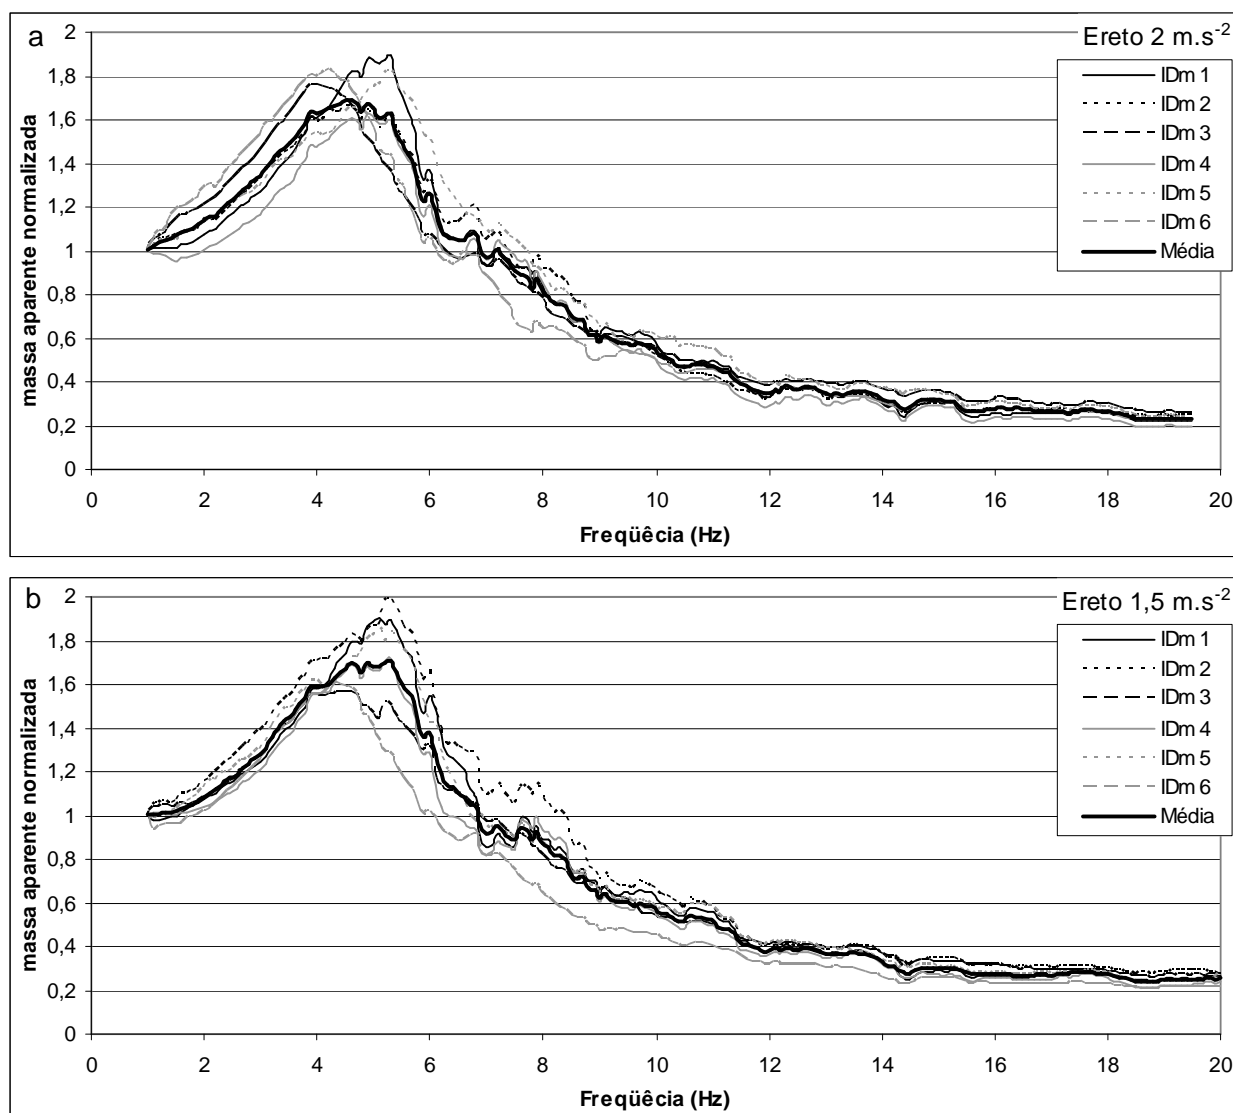 a
Ereto 2 m.s-2
massa aparente normalizada
2
1,8
1,6
1,4
1,2
1
0,8
0,6
0,4
0,2
0
0 2 4 6 8 10 12 14 16 18 20
Freqüêcia (Hz)
IDm 1
IDm 2
IDm 3
IDm 4
IDm 5
IDm 6
Média
b
Ereto 1,5 m.s-2
massa aparente normalizada
2
1,8
1,6
1,4
1,2
1
0,8
0,6
0,4
0,2
0
0 2 4 6 8 10 12 14 16 18 20
Freqüêcia (Hz)
IDm 1
IDm 2
IDm 3
IDm 4
IDm 5
IDm 6
Média